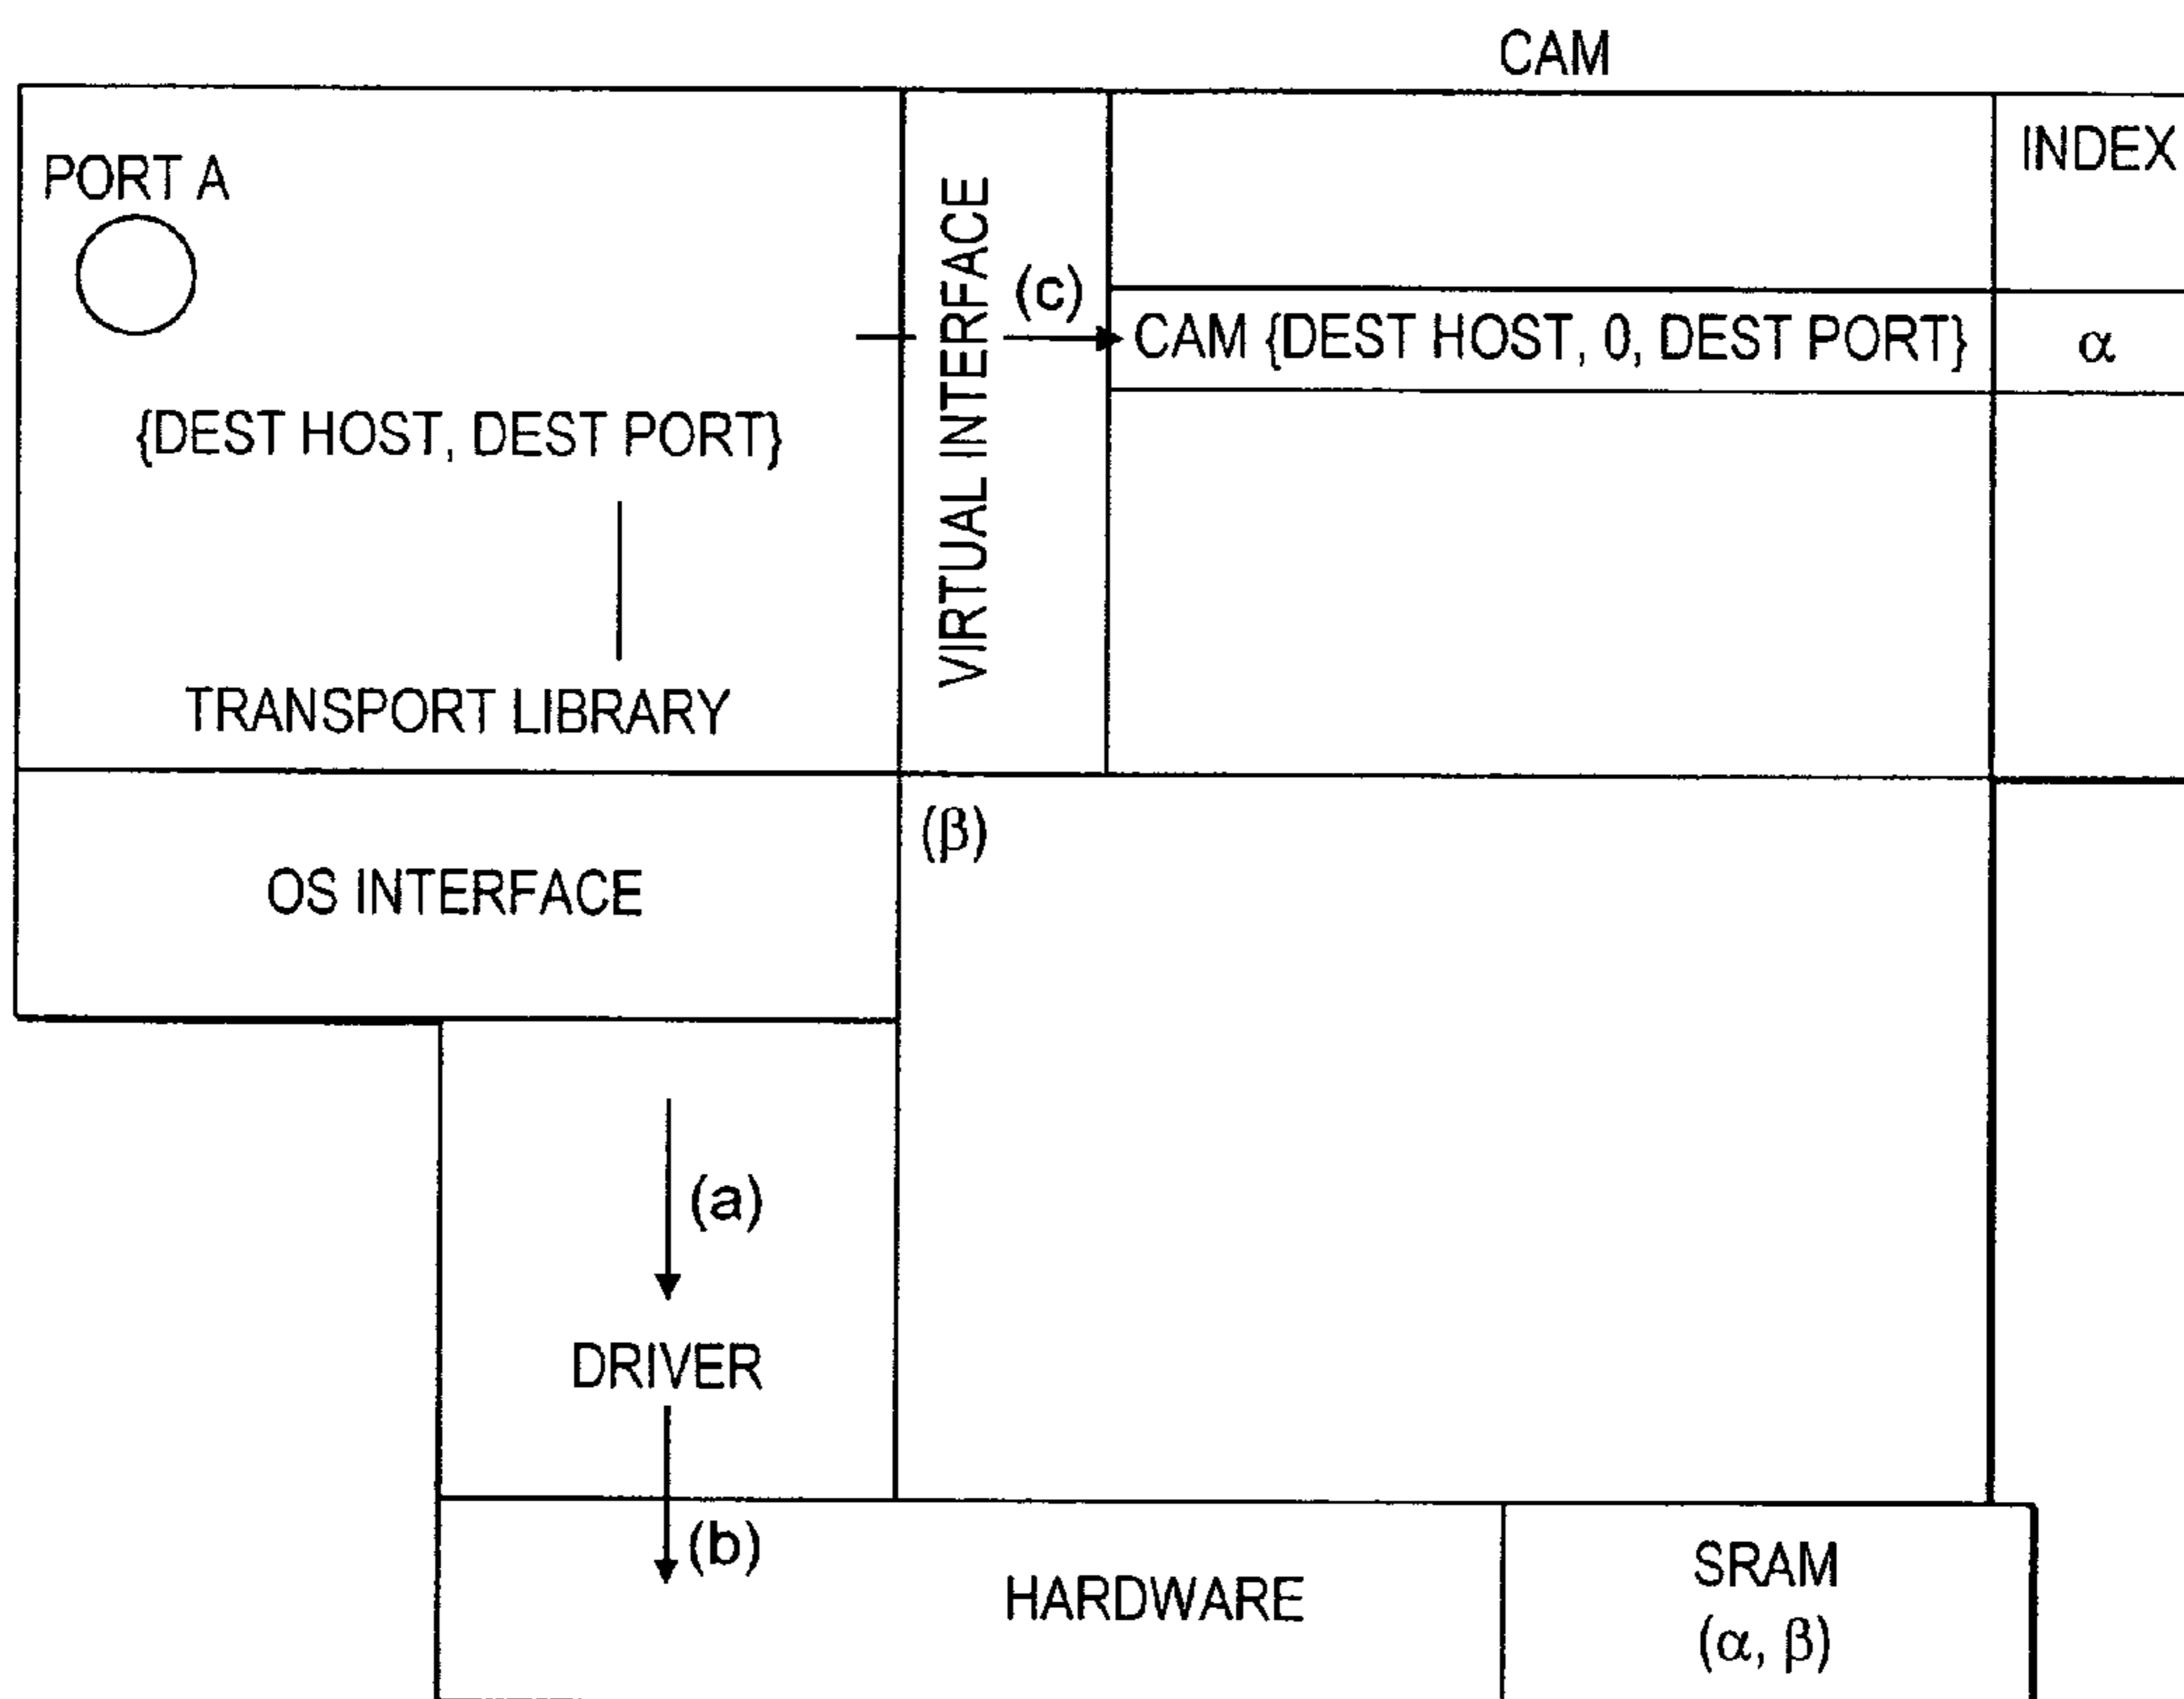 CAM
PORT A
INDEX
VIRTUAL INTERFACE
(c)
CAM {DEST HOST, 0, DEST PORT}
α
{DEST HOST, DEST PORT}
TRANSPORT LIBRARY
(β)
OS INTERFACE
(a)
DRIVER
(b)
HARDWARE
SRAM
(α, β)